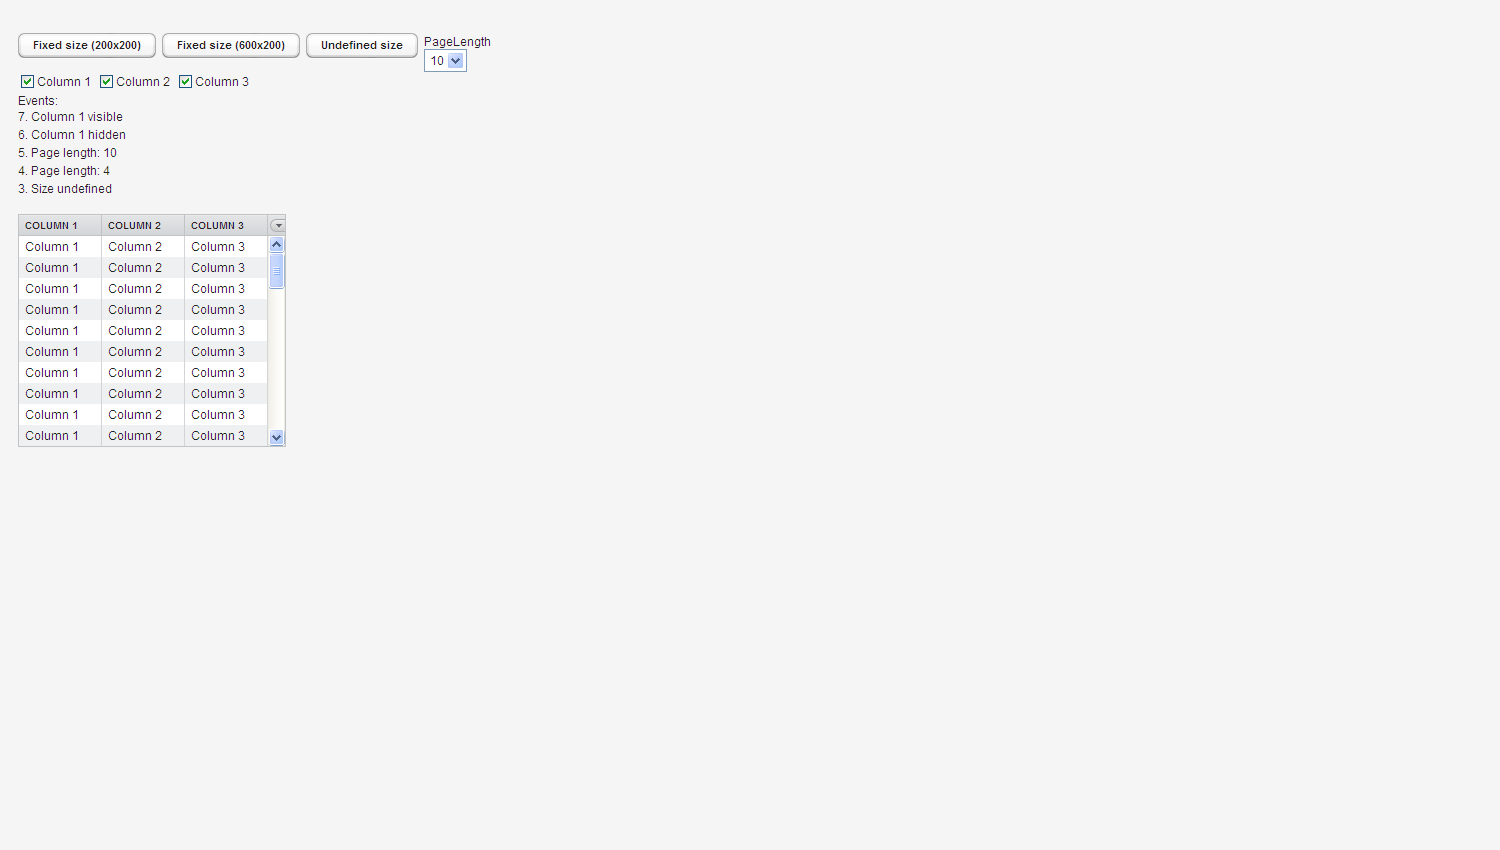 Fixed size (200x200) Fixed size (600x200) Undefined size PageLength
10
Column 1 Column 2 Column 3
Events:
7. Column 1 visible
6. Column 1 hidden
5. Page length: 10
4. Page length: 4
3. Size undefined
COLUMN 1 COLUMN 2 COLUMN 3
Column 1 Column 2 Column 3
Column 1 Column 2 Column 3
Column 1 Column 2 Column 3
Column 1 Column 2 Column 3
Column 1 Column 2 Column 3
Column 1 Column 2 Column 3
Column 1 Column 2 Column 3
Column 1 Column 2 Column 3
Column 1 Column 2 Column 3
Column 1 Column 2 Column 3